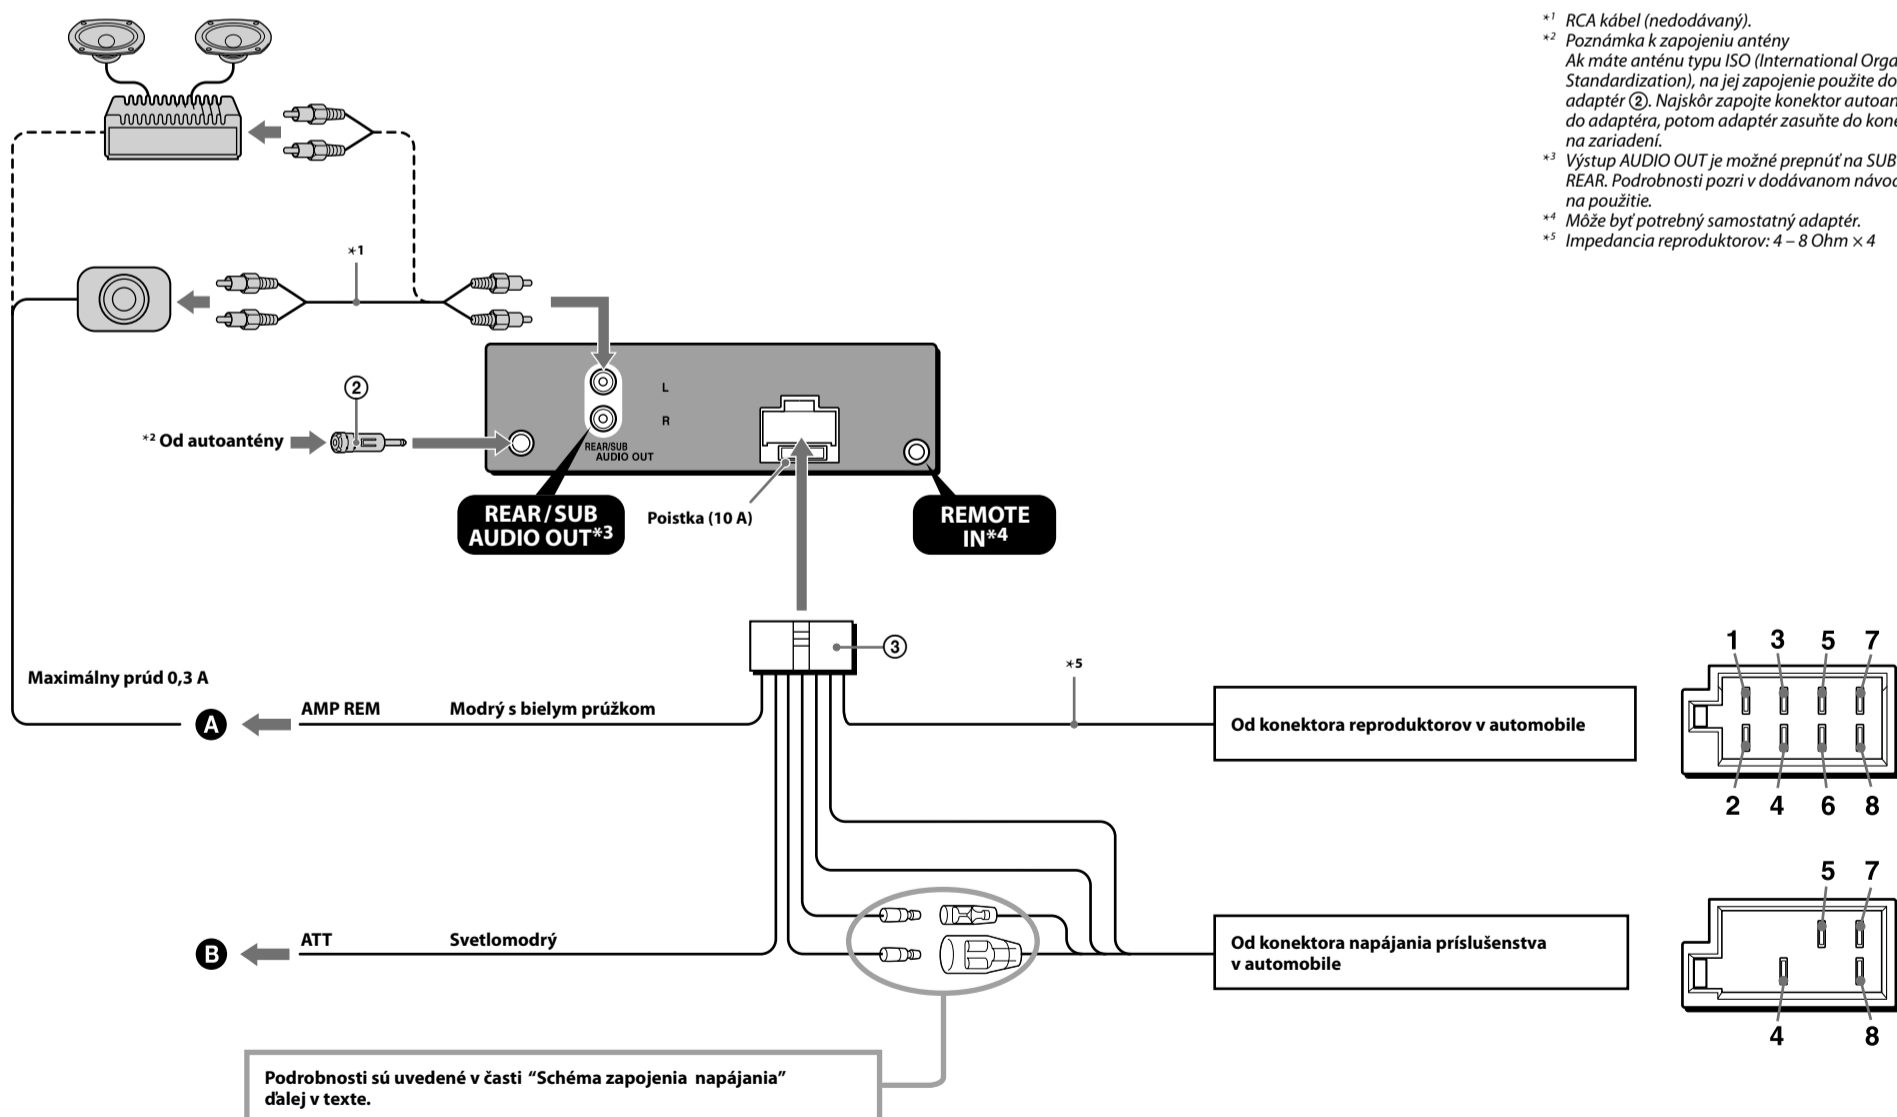 *1 RCA kábel (nedodávaný).
*2 Poznámka k zapojeniu antény
Ak máte anténu typu ISO (International
Standardization), na jej zapojenie použite
adaptér ②. Najskôr zapojte konektor
do adaptéra, potom adaptér zasuňte do
na zariadení.
*3 Výstup AUDIO OUT je možné prepnúť na SUB
REAR. Podrobnosti pozri v dodávanom
na použitie.
*4 Môže byť potrebný samostatný adaptér.
*5 Impedancia reproduktorov: 4 – 8 Ohm × 4
*1
②
L
R
*2 Od autoantény
REAR/SUB
AUDIO OUT
REAR/SUB
AUDIO OUT*3
Poistka (10 A)
REMOTE
IN*4
③
Maximálny prúd 0,3 A
*5
A
AMP REM
Modrý s bielym prúžkom
Od konektora reproduktorov v automobile
1 3 5 7
2 4 6 8
B
ATT
Svetlomodrý
Od konektora napájania príslušenstva
v automobile
5 7
4 8
Podrobnosti sú uvedené v časti “Schéma zapojenia napájania”
ďalej v texte.